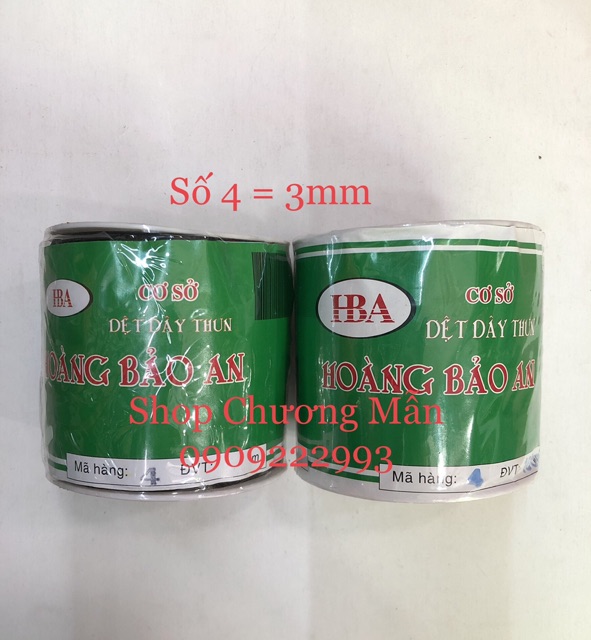 Số 4 = 3mm
HBA
CƠ SỞ
DỆT DÂY THUN
HOÀNG BẢO AN
Mã hàng: 4 ĐVT
HBA
CƠ SỞ
DỆT DÂY THUN
HOÀNG BẢO AN
Mã hàng: 4 ĐVT
Shop Chương Mân
0909222993